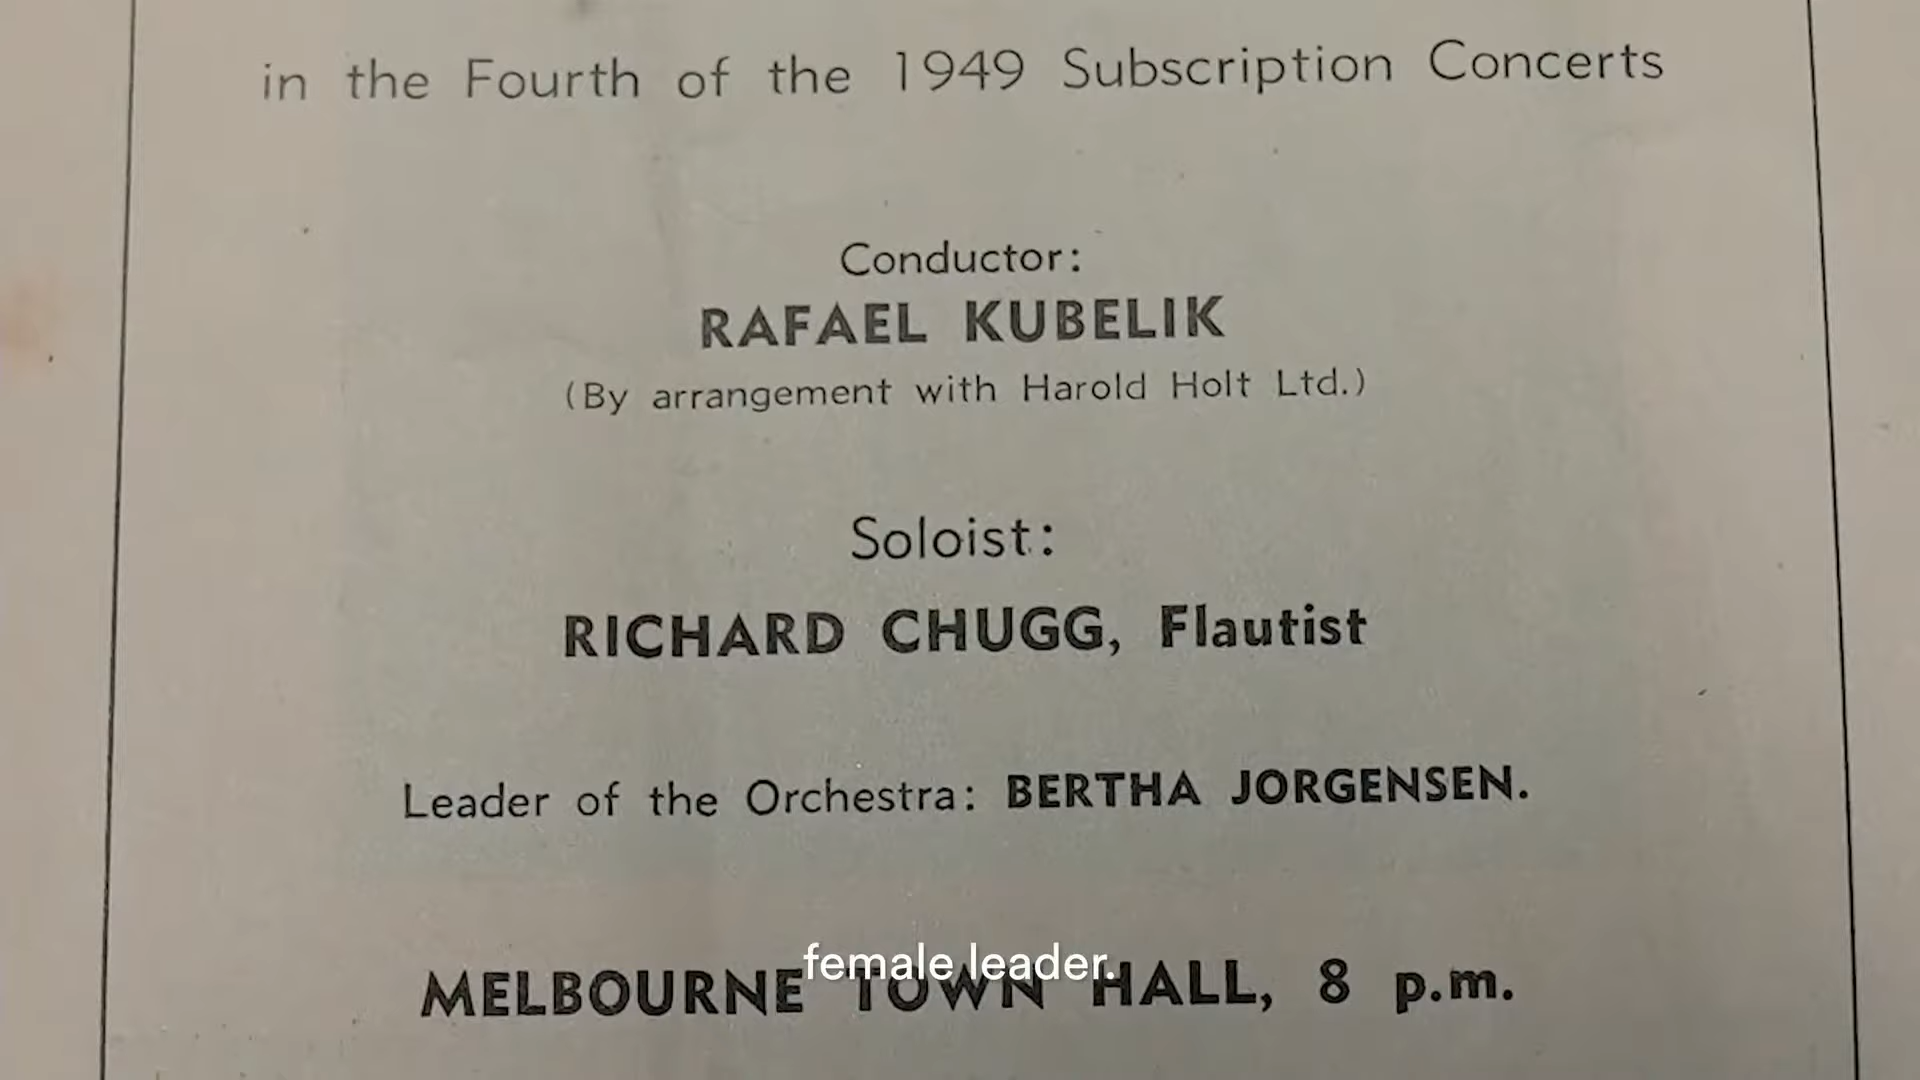 in the Fourth of the 1949 Subscription Concerts
Conductor:
RAFAEL KUBELIK
(By arrangement with Harold Holt Ltd.)
Soloist:
RICHARD CHUGG, Flautist
Leader of the Orchestra: BERTHA JORGENSEN.
female leader.
MELBOURNE TOWN HALL, 8 p.m.